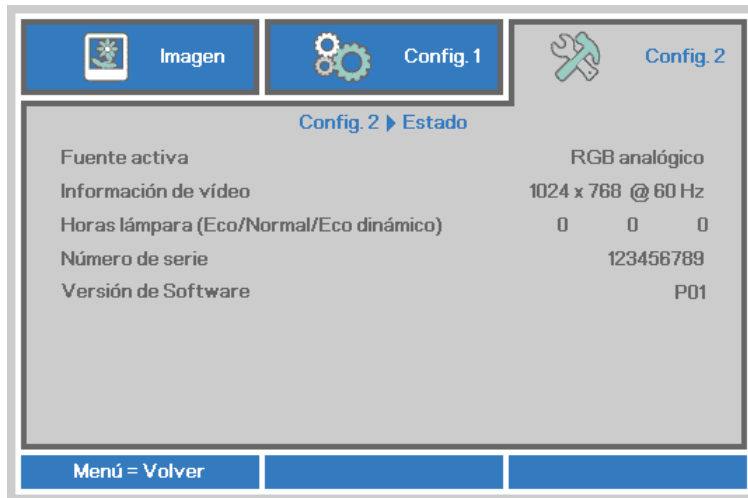 Imagen Config. 1 Config. 2
Config. 2 Estado
Fuente activa RGB analógico
Información de vídeo 1024 x 768 @ 60 Hz
Horas lámpara (Eco/Normal/Eco dinámico) 0 0 0
Número de serie 123456789
Versión de Software P01
Menú = Volver